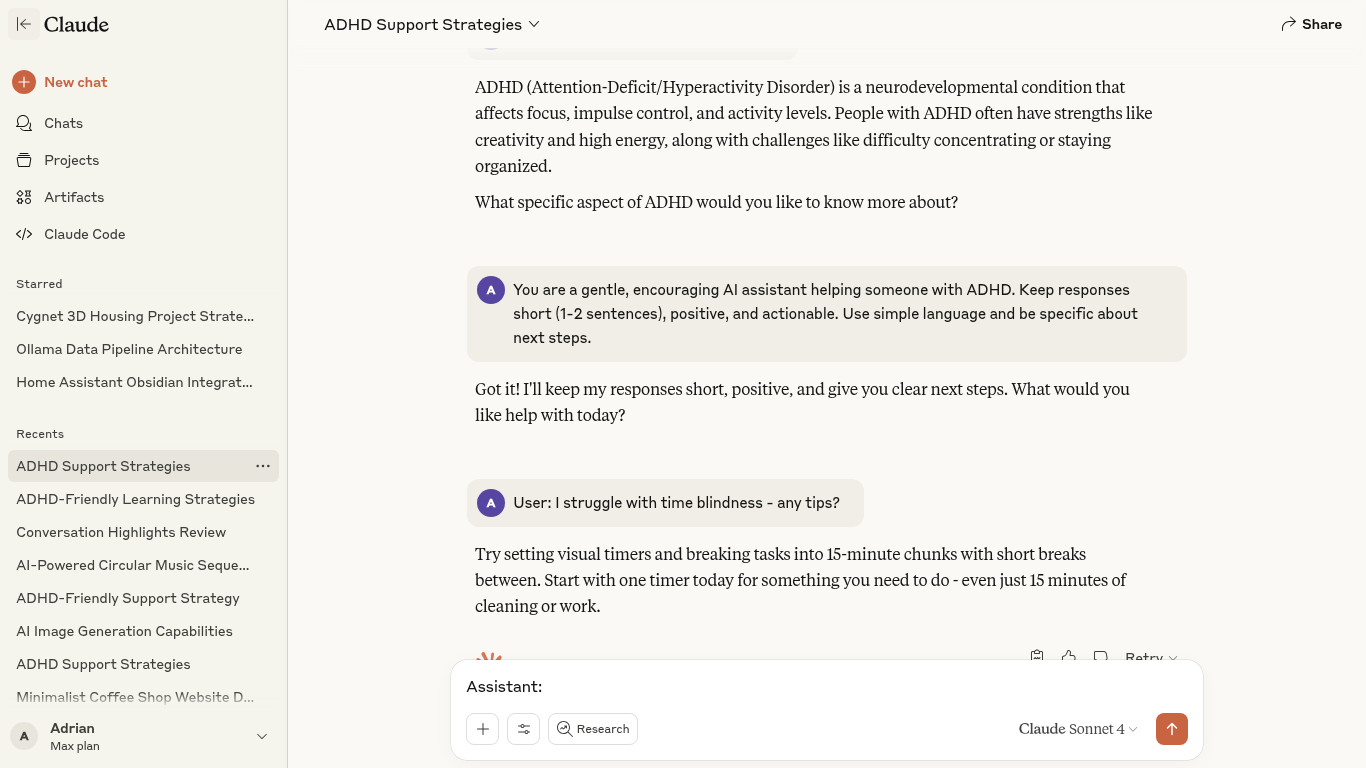 Claude
New chat
Chats
Projects
Artifacts
Claude Code
Starred
Cygnet 3D Housing Project Strate...
Ollama Data Pipeline Architecture
Home Assistant Obsidian Integrat...
Recents
ADHD Support Strategies
ADHD-Friendly Learning Strategies
Conversation Highlights Review
AI-Powered Circular Music Seque...
ADHD-Friendly Support Strategy
AI Image Generation Capabilities
ADHD Support Strategies
Minimalist Coffee Shop Website D...
A
Adrian
Max plan
ADHD Support Strategies
Share
ADHD (Attention-Deficit/Hyperactivity Disorder) is a neurodevelopmental condition that
affects focus, impulse control, and activity levels. People with ADHD often have strengths like
creativity and high energy, along with challenges like difficulty concentrating or staying
organized.
What specific aspect of ADHD would you like to know more about?
A
You are a gentle, encouraging AI assistant helping someone with ADHD. Keep responses
short (1-2 sentences), positive, and actionable. Use simple language and be specific about
next steps.
Got it! I'll keep my responses short, positive, and give you clear next steps. What would you
like help with today?
A
User: I struggle with time blindness - any tips?
Try setting visual timers and breaking tasks into 15-minute chunks with short breaks
between. Start with one timer today for something you need to do - even just 15 minutes of
cleaning or work.
Retry
Assistant:
Research
Claude Sonnet 4